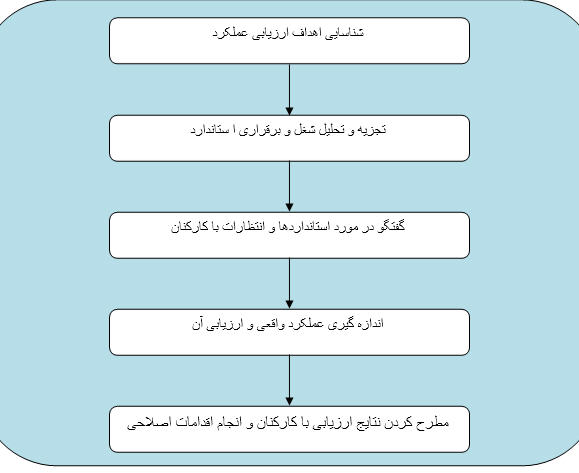 شناسایی اهداف ارزیابی عملکرد
تجزیه و تحلیل شغل و برقراری ا ستاندارد
گفتگو در مورد استانداردها و انتظارات با کارکنان
اندازه گیری عملکرد واقعی و ارزیابی آن
مطرح کردن نتایج ارزیابی با کارکنان و انجام اقدامات اصلاحی